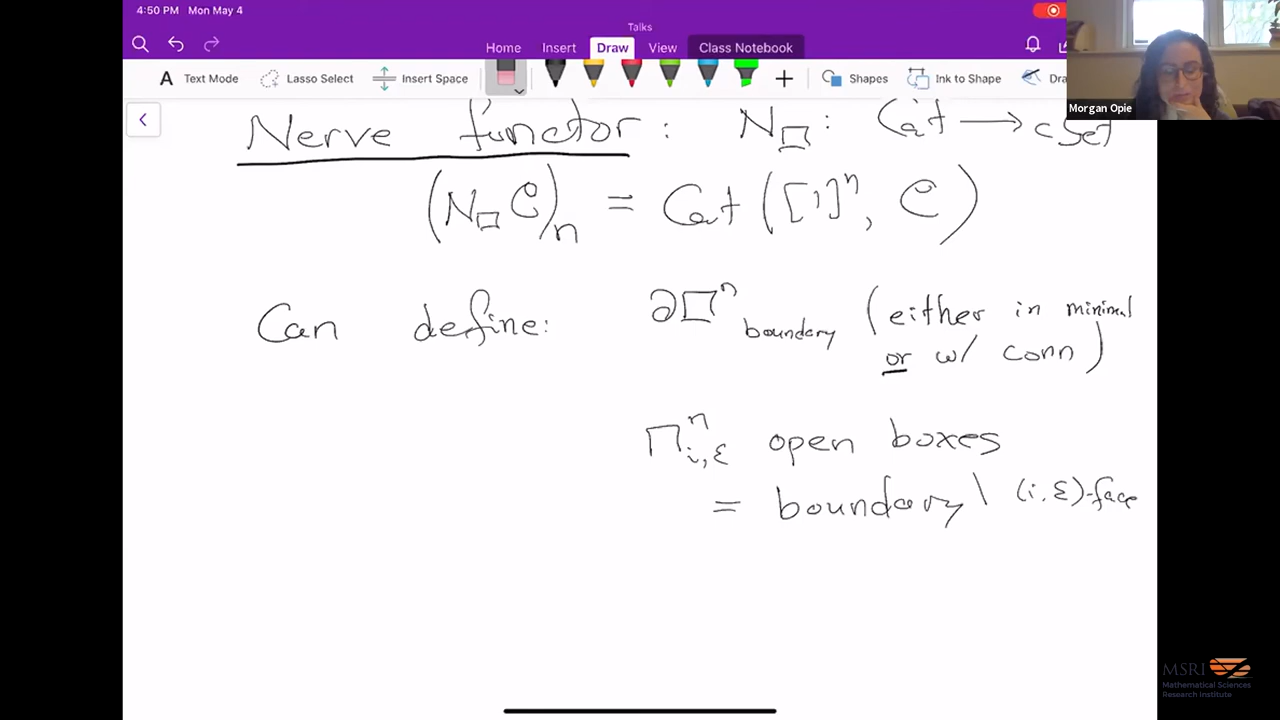 4:50 PM Mon May 4
Talks
Home Insert Draw View Class Notebook
Text Mode Lasso Select Insert Space Shapes Ink to Shape Dra
Morgan Opie
Nerve functor : N□ : Cat → cSet
(N□ C)n = Cat ([1]ⁿ, C)
Can define: ∂□ⁿ boundary (either in minimal
or w/ conn)
⊓ⁿi,ε open boxes
= boundary \ (i,ε)-face
MSRI
Mathematical Sciences
Research Institute